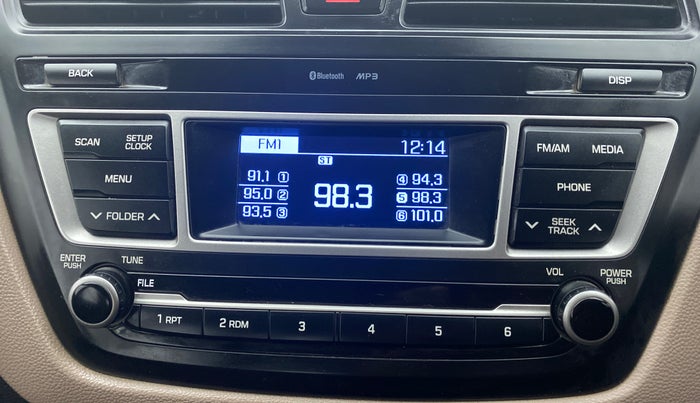 BACK
Bluetooth MP3
DISP
SCAN SETUP CLOCK
MENU
FOLDER
FM1 12:14
ST
91.1 1
95.0 2
93.5 3
98.3
4 94.3
5 98.3
6 101.0
FM/AM MEDIA
PHONE
SEEK TRACK
ENTER PUSH
TUNE
FILE
VOL
POWER PUSH
1 RPT
2 RDM
3
4
5
6